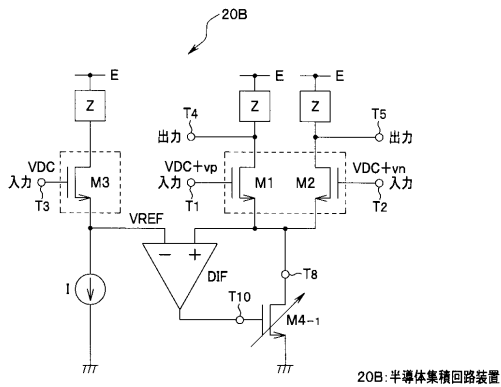 20B
E
E
E
Z
Z
Z
T4
出力
T5
出力
VDC
入力
T3
M3
VDC+vp
入力
T1
M1
M2
VDC+vn
入力
T2
VREF
I
−
+
DIF
T8
T10
M4-1
20B:半導体集積回路装置